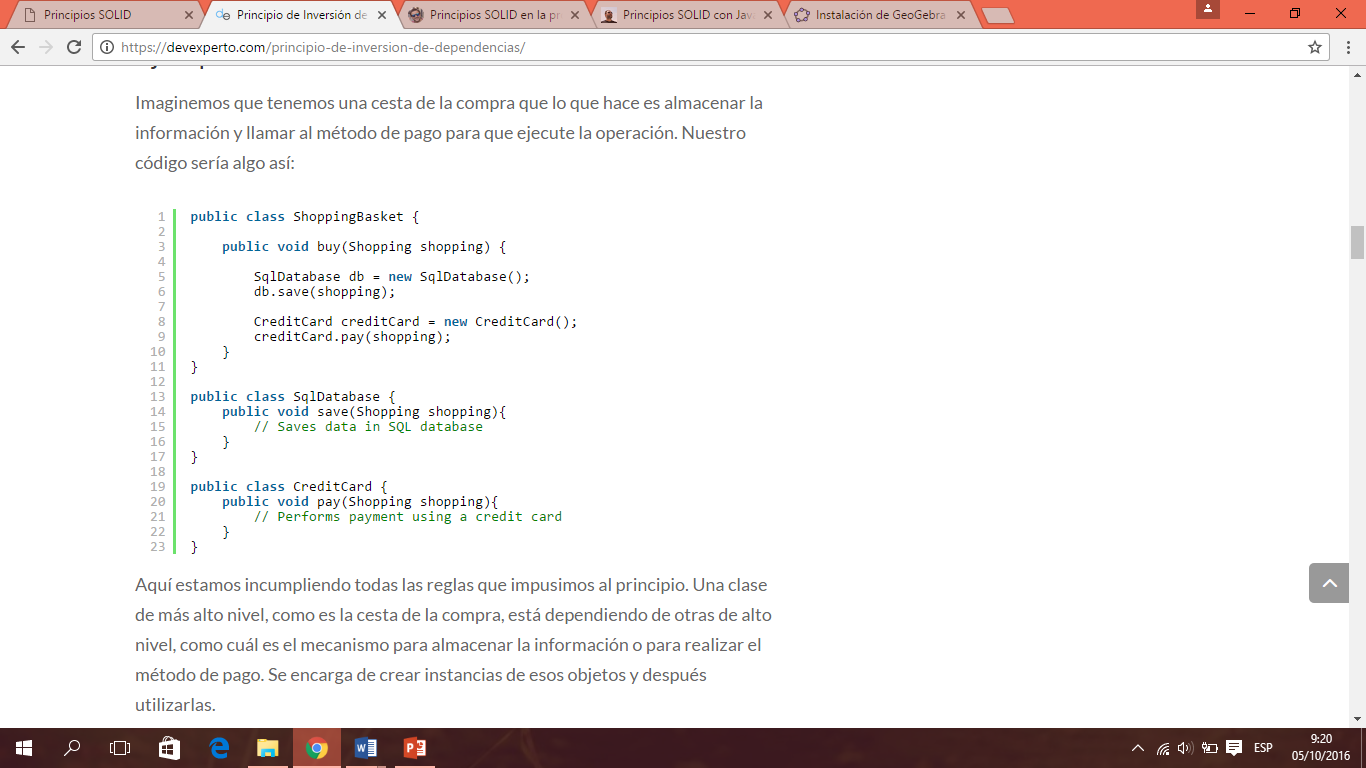 Principios SOLID
Principio de Inversión de
Principios SOLID en la pr
Principios SOLID con Jav
Instalación de GeoGebra
https://devexperto.com/principio-de-inversion-de-dependencias/
Imaginemos que tenemos una cesta de la compra que lo que hace es almacenar la
información y llamar al método de pago para que ejecute la operación. Nuestro
código sería algo así:
1 public class ShoppingBasket {
2
3 public void buy(Shopping shopping) {
4
5 SqlDatabase db = new SqlDatabase();
6 db.save(shopping);
7
8 CreditCard creditCard = new CreditCard();
9 creditCard.pay(shopping);
10 }
11 }
12
13 public class SqlDatabase {
14 public void save(Shopping shopping){
15 // Saves data in SQL database
16 }
17 }
18
19 public class CreditCard {
20 public void pay(Shopping shopping){
21 // Performs payment using a credit card
22 }
23 }
Aquí estamos incumpliendo todas las reglas que impusimos al principio. Una clase
de más alto nivel, como es la cesta de la compra, está dependiendo de otras de alto
nivel, como cuál es el mecanismo para almacenar la información o para realizar el
método de pago. Se encarga de crear instancias de esos objetos y después
utilizarlas.
ESP
9:20
05/10/2016